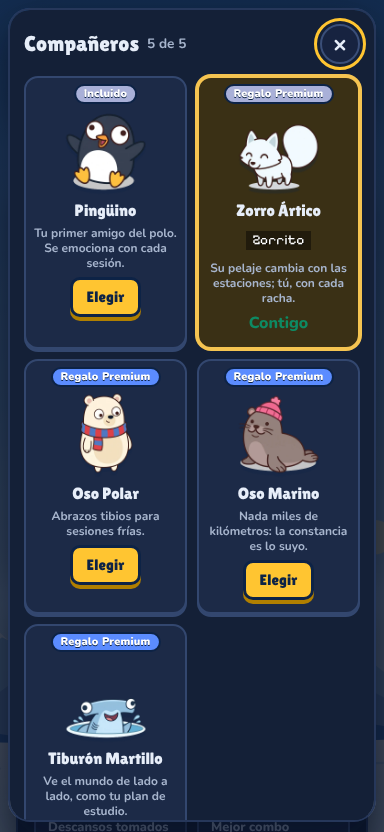 Compañeros 5 de 5
Incluido
Pingüino
Tu primer amigo del polo.
Se emociona con cada
sesión.
Elegir
Regalo Premium
Zorro Ártico
Zorrito
Su pelaje cambia con las
estaciones; tú, con cada
racha.
Contigo
Regalo Premium
Oso Polar
Abrazos tibios para
sesiones frías.
Elegir
Regalo Premium
Oso Marino
Nada miles de
kilómetros: la constancia
es lo suyo.
Elegir
Regalo Premium
Tiburón Martillo
Ve el mundo de lado a
lado, como tu plan de
estudio.
Descansos tomados
Mejor combo